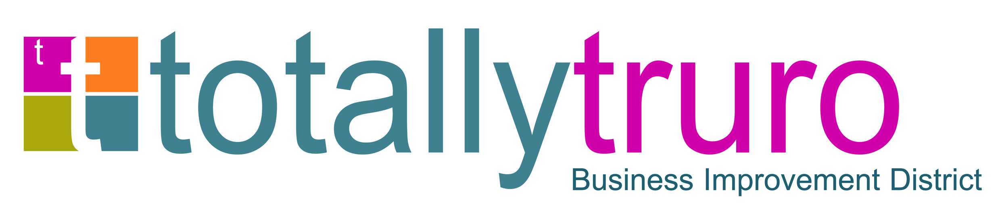 t t totallytruro
Business Improvement District